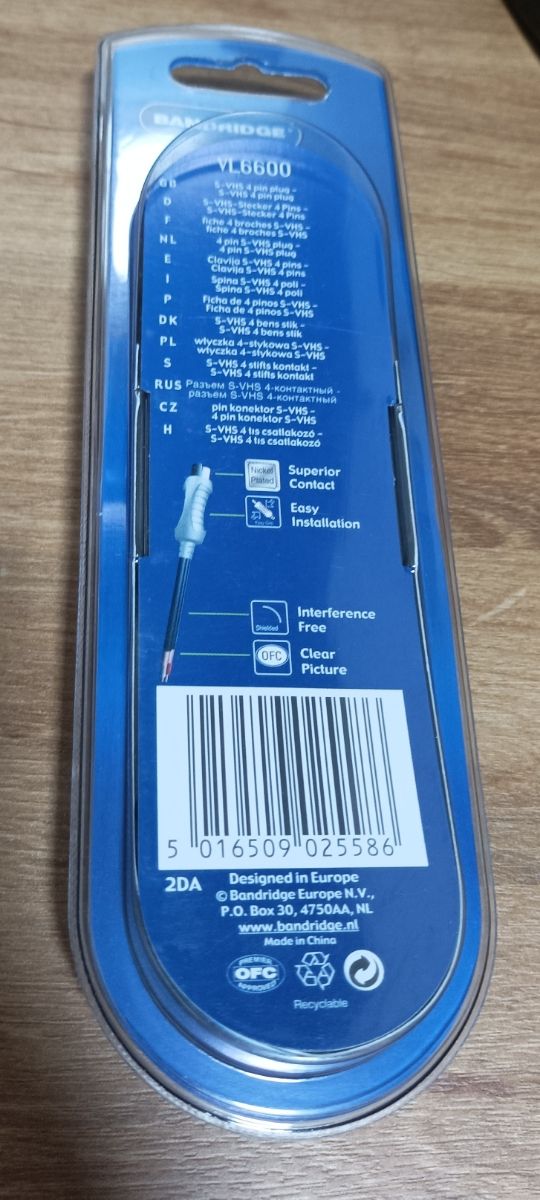 BANDRIDGE
VL6600
GB S-VHS 4 pin plug -
S-VHS 4 pin plug
D S-VHS-Stecker 4 Pins -
S-VHS-Stecker 4 Pins
F fiche 4 broches S-VHS -
fiche 4 broches S-VHS
NL 4 pin S-VHS plug -
4 pin S-VHS plug
E Clavija S-VHS 4 pins -
Clavija S-VHS 4 pins
I Spina S-VHS 4 poli -
Spina S-VHS 4 poli
P Ficha de 4 pinos S-VHS -
Ficha de 4 pinos S-VHS
DK S-VHS 4 bens stik -
S-VHS 4 bens stik
PL wtyczka 4-stykowa S-VHS -
wtyczka 4-stykowa S-VHS
S S-VHS 4 stifts kontakt -
S-VHS 4 stifts kontakt
RUS Разъем S-VHS 4-контактный -
разъем S-VHS 4-контактный
CZ pin konektor S-VHS -
4 pin konektor S-VHS
H S-VHS 4 tıs csatlakozó -
S-VHS 4 tıs csatlakozó
Nickel
Plated
Superior
Contact
Easy Grip
Easy
Installation
Shielded
Interference
Free
OFC
Clear
Picture
5 016509 025586
2DA
Designed in Europe
© Bandridge Europe N.V.,
P.O. Box 30, 4750AA, NL
www.bandridge.nl
Made in China
PREMIER
OFC
APPROVED
Recyclable